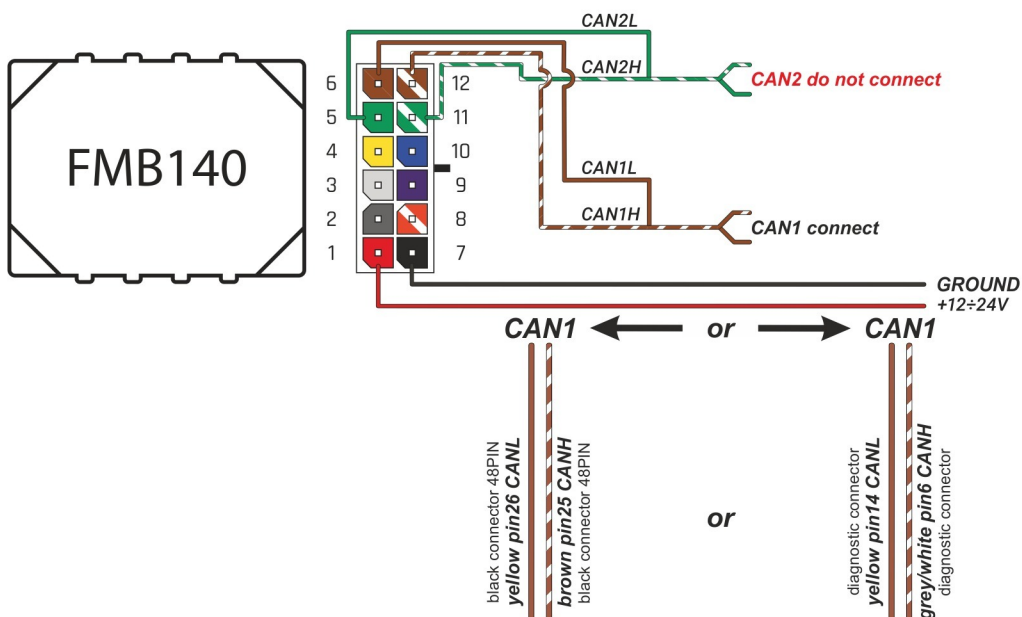 FMB140
CAN2L
CAN2H
CAN2 do not connect
6
12
5
11
4
10
3
9
2
8
1
7
CAN1L
CAN1H
CAN1 connect
GROUND
+12÷24V
CAN1
or
CAN1
black connector 48PIN
yellow pin26 CANL
brown pin25 CANH
black connector 48PIN
or
diagnostic connector
yellow pin14 CANL
grey/white pin6 CANH
diagnostic connector